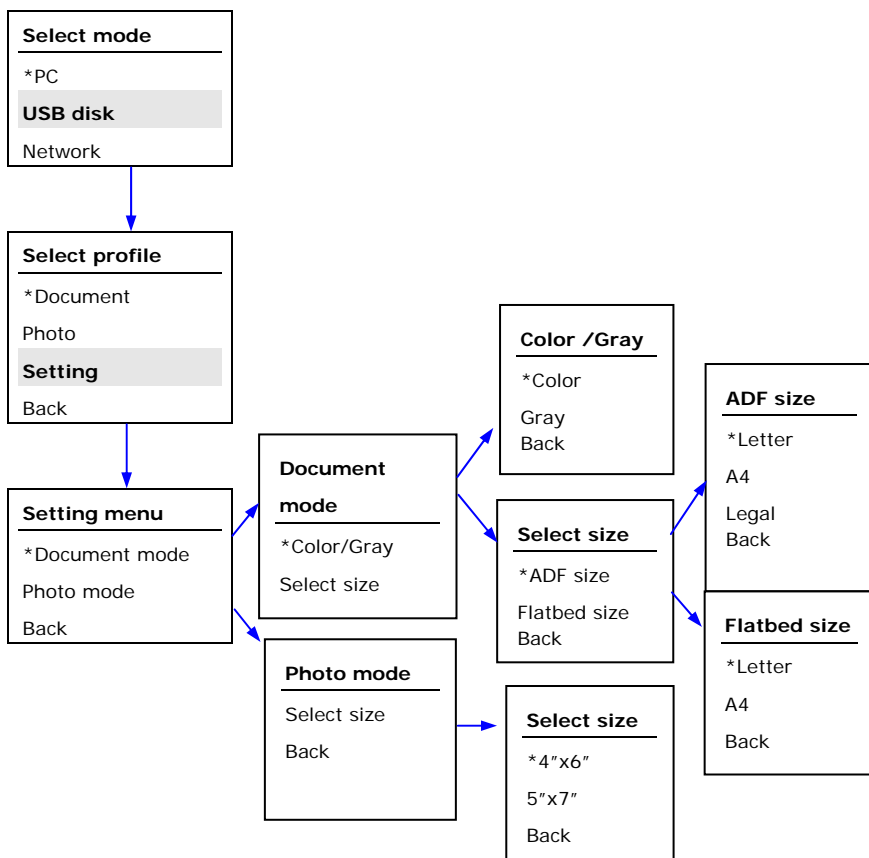 Select mode
*PC
USB disk
Network
Select profile
*Document
Photo
Setting
Back
Setting menu
*Document mode
Photo mode
Back
Document
mode
*Color/Gray
Select size
Photo mode
Select size
Back
Color /Gray
*Color
Gray
Back
Select size
*ADF size
Flatbed size
Back
Select size
*4”x6”
5”x7”
Back
ADF size
*Letter
A4
Legal
Back
Flatbed size
*Letter
A4
Back